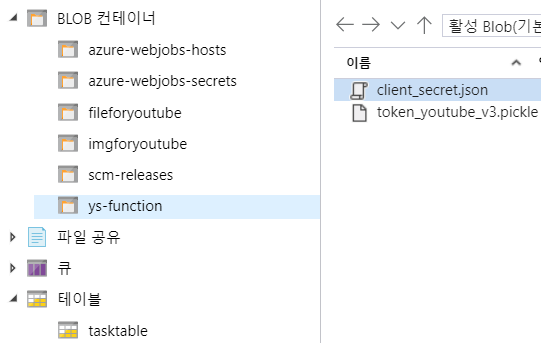 BLOB 컨테이너
azure-webjobs-hosts
azure-webjobs-secrets
fileforyoutube
imgforyoutube
scm-releases
ys-function
파일 공유
큐
테이블
tasktable
활성 Blob(기본
이름
client_secret.json
token_youtube_v3.pickle